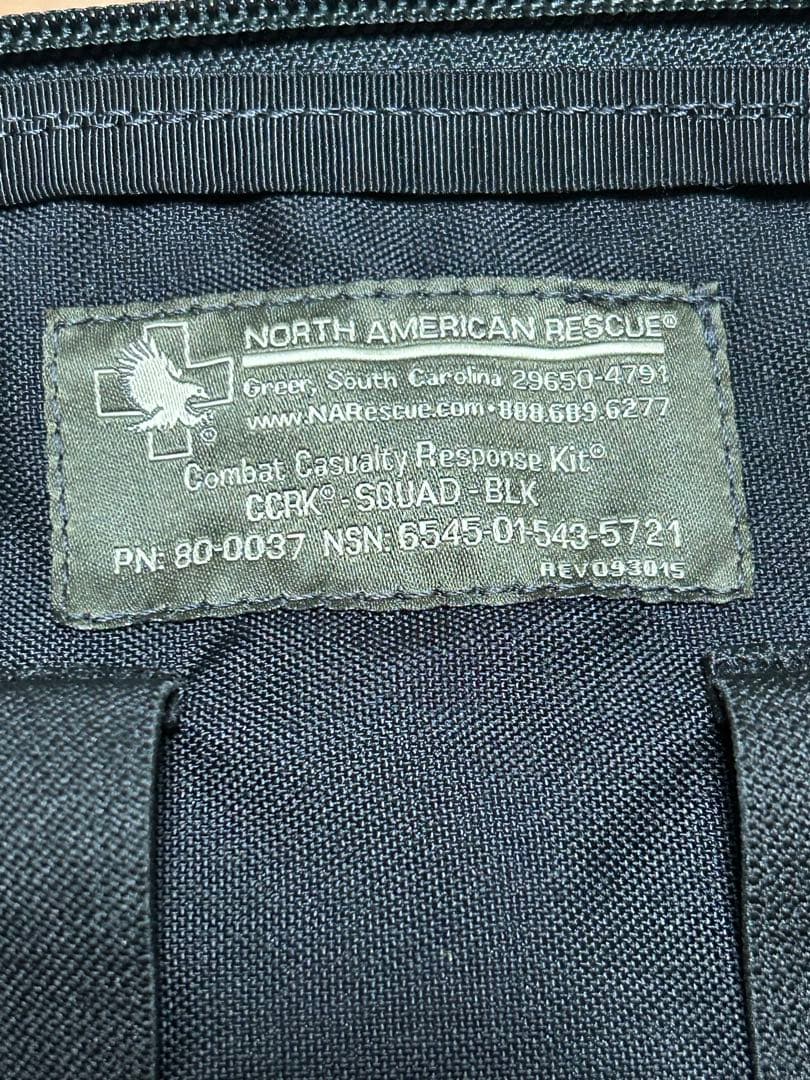 NORTH AMERICAN RESCUE®
Greer, South Carolina 29650-4791
www.NARescue.com•888.689.6277
®
Combat Casualty Response Kit®
CCRK® - SQUAD - BLK
PN: 80-0037 NSN: 6545-01-543-5721
REV093015